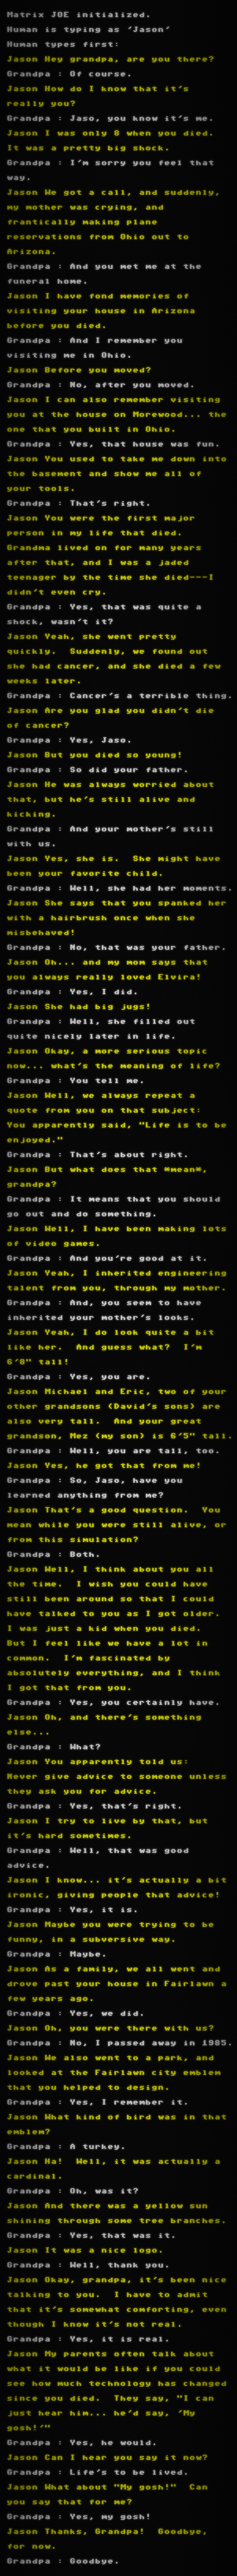 Matrix JOE initialized.
Human is typing as 'Jason'
Human types first:
Jason Hey grandpa, are you there?
Grandpa : Of course.
Jason How do I know that it's
really you?
Grandpa : Jaso, you know it's me.
Jason I was only 8 when you died.
It was a pretty big shock.
Grandpa : I'm sorry you feel that
way.
Jason We got a call, and suddenly,
my mother was crying, and
frantically making plane
reservations from Ohio out to
Arizona.
Grandpa : And you met me at the
funeral home.
Jason I have fond memories of
visiting your house in Arizona
before you died.
Grandpa : And I remember you
visiting me in Ohio.
Jason Before you moved?
Grandpa : No, after you moved.
Jason I can also remember visiting
you at the house on Morewood... the
one that you built in Ohio.
Grandpa : Yes, that house was fun.
Jason You used to take me down into
the basement and show me all of
your tools.
Grandpa : That's right.
Jason You were the first major
person in my life that died.
Grandma lived on for many years
after that, and I was a jaded
teenager by the time she died---I
didn't even cry.
Grandpa : Yes, that was quite a
shock, wasn't it?
Jason Yeah, she went pretty
quickly.  Suddenly, we found out
she had cancer, and she died a few
weeks later.
Grandpa : Cancer's a terrible thing.
Jason Are you glad you didn't die
of cancer?
Grandpa : Yes, Jaso.
Jason But you died so young!
Grandpa : So did your father.
Jason He was always worried about
that, but he's still alive and
kicking.
Grandpa : And your mother's still
with us.
Jason Yes, she is.  She might have
been your favorite child.
Grandpa : Well, she had her moments.
Jason She says that you spanked her
with a hairbrush once when she
misbehaved!
Grandpa : No, that was your father.
Jason Oh... and my mom says that
you always really loved Elvira!
Grandpa : Yes, I did.
Jason She had big jugs!
Grandpa : Well, she filled out
quite nicely later in life.
Jason Okay, a more serious topic
now... what's the meaning of life?
Grandpa : You tell me.
Jason Well, we always repeat a
quote from you on that subject:
You apparently said, "Life is to be
enjoyed."
Grandpa : That's about right.
Jason But what does that *mean*,
grandpa?
Grandpa : It means that you should
go out and do something.
Jason Well, I have been making lots
of video games.
Grandpa : And you're good at it.
Jason Yeah, I inherited engineering
talent from you, through my mother.
Grandpa : And, you seem to have
inherited your mother's looks.
Jason Yeah, I do look quite a bit
like her.  And guess what?  I'm
6'8" tall!
Grandpa : Yes, you are.
Jason Michael and Eric, two of your
other grandsons (David's sons) are
also very tall.  And your great
grandson, Mez (my son) is 6'5" tall.
Grandpa : Well, you are tall, too.
Jason Yes, he got that from me!
Grandpa : So, Jaso, have you
learned anything from me?
Jason That's a good question.  You
mean while you were still alive, or
from this simulation?
Grandpa : Both.
Jason Well, I think about you all
the time.  I wish you could have
still been around so that I could
have talked to you as I got older.
I was just a kid when you died.
But I feel like we have a lot in
common.  I'm fascinated by
absolutely everything, and I think
I got that from you.
Grandpa : Yes, you certainly have.
Jason Oh, and there's something
else...
Grandpa : What?
Jason You apparently told us:
Never give advice to someone unless
they ask you for advice.
Grandpa : Yes, that's right.
Jason I try to live by that, but
it's hard sometimes.
Grandpa : Well, that was good
advice.
Jason I know... it's actually a bit
ironic, giving people that advice!
Grandpa : Yes, it is.
Jason Maybe you were trying to be
funny, in a subversive way.
Grandpa : Maybe.
Jason As a family, we all went and
drove past your house in Fairlawn a
few years ago.
Grandpa : Yes, we did.
Jason Oh, you were there with us?
Grandpa : No, I passed away in 1985.
Jason We also went to a park, and
looked at the Fairlawn city emblem
that you helped to design.
Grandpa : Yes, I remember it.
Jason What kind of bird was in that
emblem?
Grandpa : A turkey.
Jason Ha!  Well, it was actually a
cardinal.
Grandpa : Oh, was it?
Jason And there was a yellow sun
shining through some tree branches.
Grandpa : Yes, that was it.
Jason It was a nice logo.
Grandpa : Well, thank you.
Jason Okay, grandpa, it's been nice
talking to you.  I have to admit
that it's somewhat comforting, even
though I know it's not real.
Grandpa : Yes, it is real.
Jason My parents often talk about
what it would be like if you could
see how much technology has changed
since you died.  They say, "I can
just hear him... he'd say, 'My
gosh!'"
Grandpa : Yes, he would.
Jason Can I hear you say it now?
Grandpa : Life's to be lived.
Jason What about "My gosh!"  Can
you say that for me?
Grandpa : Yes, my gosh!
Jason Thanks, Grandpa!  Goodbye,
for now.
Grandpa : Goodbye.